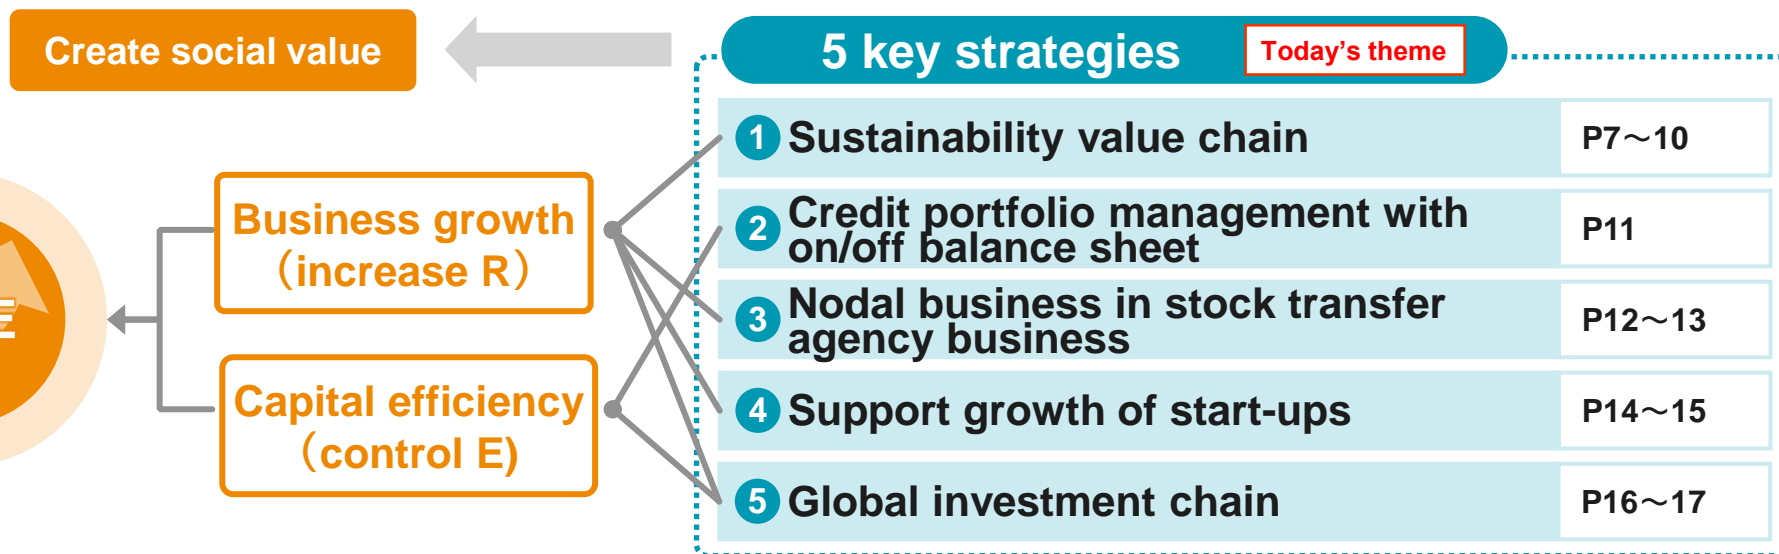 Create social value
5 key strategies
Today's theme
1 Sustainability value chain
P7～10
Business growth
（increase R）
2 Credit portfolio management with
on/off balance sheet
P11
3 Nodal business in stock transfer
agency business
P12～13
Capital efficiency
（control E)
4 Support growth of start-ups
P14～15
5 Global investment chain
P16～17